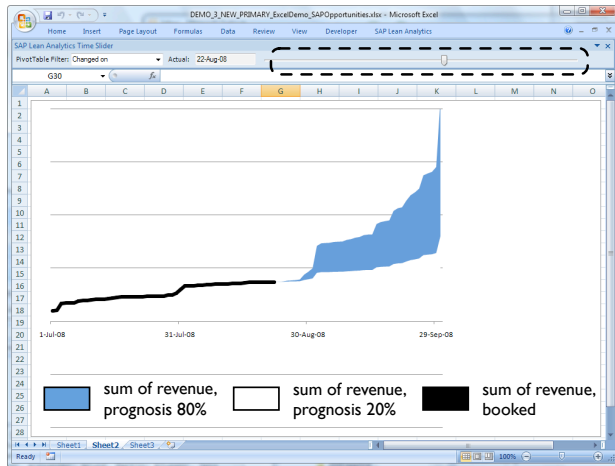 DEMO_3_NEW_PRIMARY_ExcelDemo_SAPOpportunities.xlsx - Microsoft Excel
Home Insert Page Layout Formulas Data Review View Developer SAP Lean Analytics
SAP Lean Analytics Time Slider
PivotTable Filter: Changed on Actual: 22-Aug-08
G30 fx
A B C D E F G H I J K L M N O
1
2
3
4
5
6
7
8
9
10
11
12
13
14
15
16
17
18
19
20 1-Jul-08 31-Jul-08 30-Aug-08 29-Sep-08
21
22
23
24
25
26
27
28
sum of revenue, prognosis 80%
sum of revenue, prognosis 20%
sum of revenue, booked
Sheet1 Sheet2 Sheet3
Ready 100%